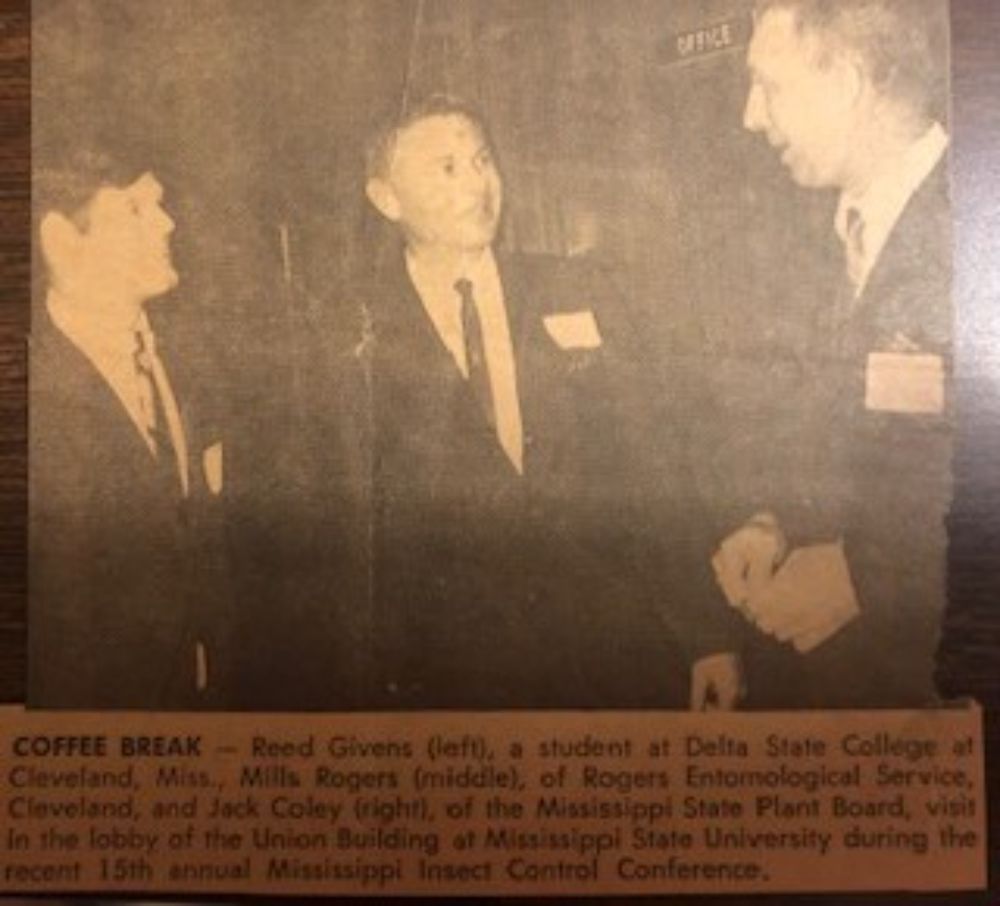 OFFICE
COFFEE BREAK — Reed Givens (left), a student at Delta State College at
Cleveland, Miss., Mills Rogers (middle), of Rogers Entomological Service,
Cleveland, and Jack Coley (right), of the Mississippi State Plant Board, visit
in the lobby of the Union Building at Mississippi State University during the
recent 15th annual Mississippi Insect Control Conference.